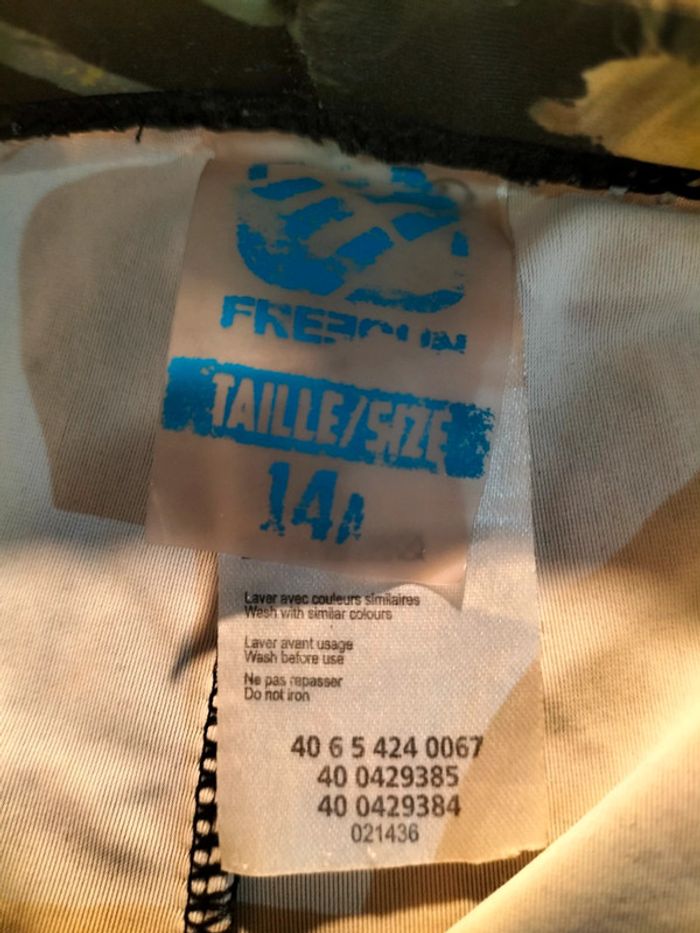 FREEGUN
TAILLE/SIZE
14A
Laver avec couleurs similaires
Wash with similar colours
Laver avant usage
Wash before use
Ne pas repasser
Do not iron
40 6 5 424 0067
40 0429385
40 0429384
021436